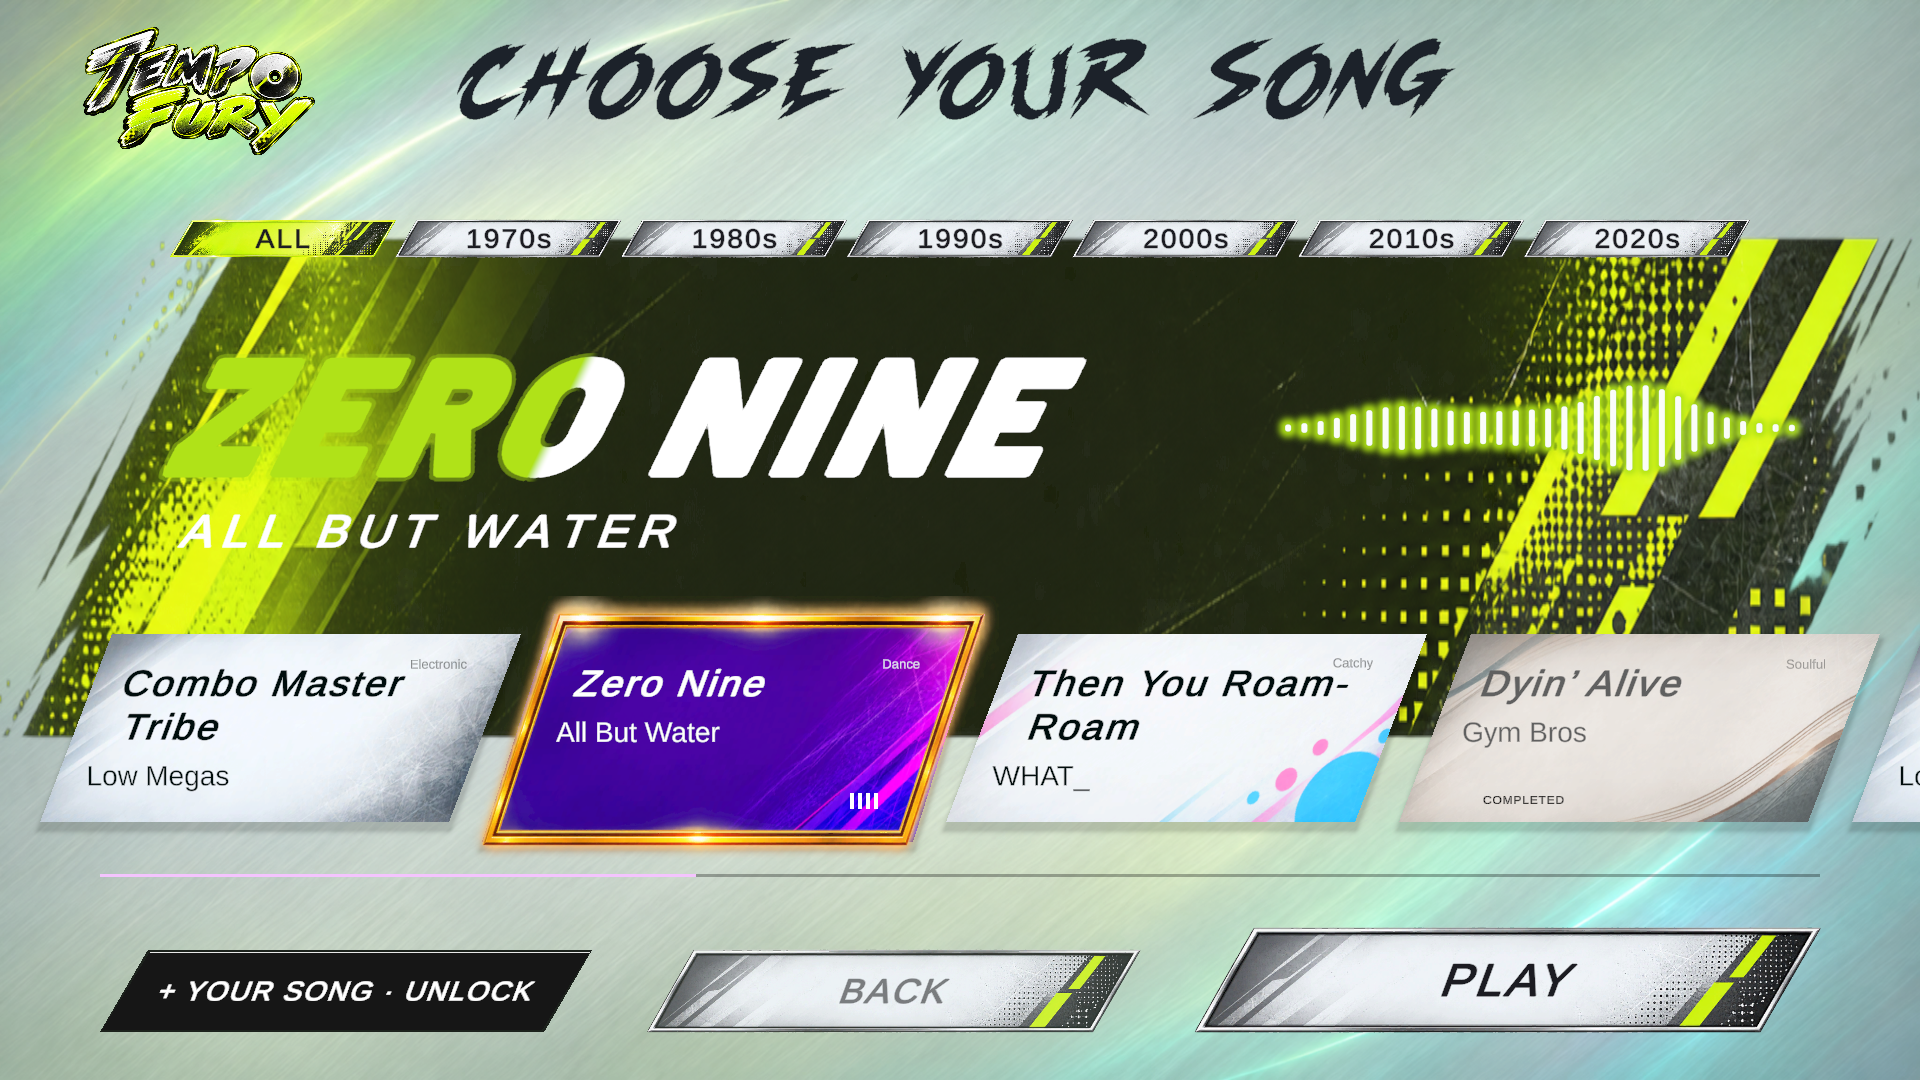 TEMPO
FURY
CHOOSE YOUR SONG
ALL
1970s
1980s
1990s
2000s
2010s
2020s
ZERO NINE
ALL BUT WATER
Combo Master
Tribe
Electronic
Low Megas
Zero Nine
Dance
All But Water
Then You Roam-
Roam
Catchy
WHAT_
Dyin’ Alive
Soulful
Gym Bros
COMPLETED
+ YOUR SONG · UNLOCK
BACK
PLAY